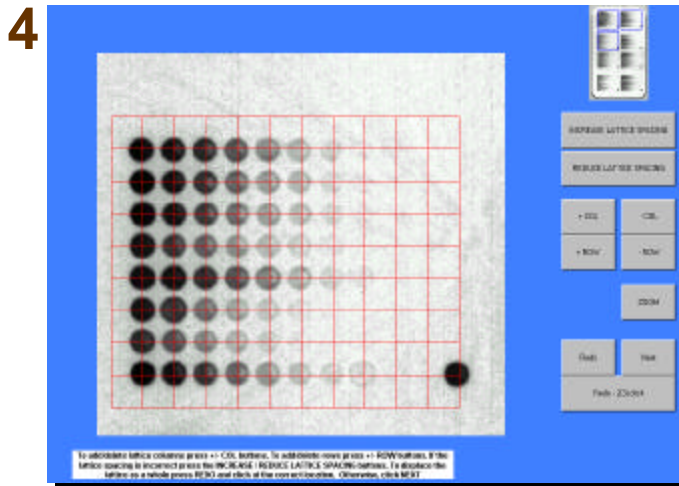 4
INCREASE LATTICE SPACING
REDUCE LATTICE SPACING
+ COL
- COL
+ ROW
- ROW
ZOOM
Redo
Next
To add/delete lattice columns press +/- COL buttons. To add/delete rows press +/- ROW buttons. If the
lattice spacing is incorrect press the INCREASE / REDUCE LATTICE SPACING buttons. To displace the
lattice as a whole press REDO and click at the correct location. Otherwise, click NEXT